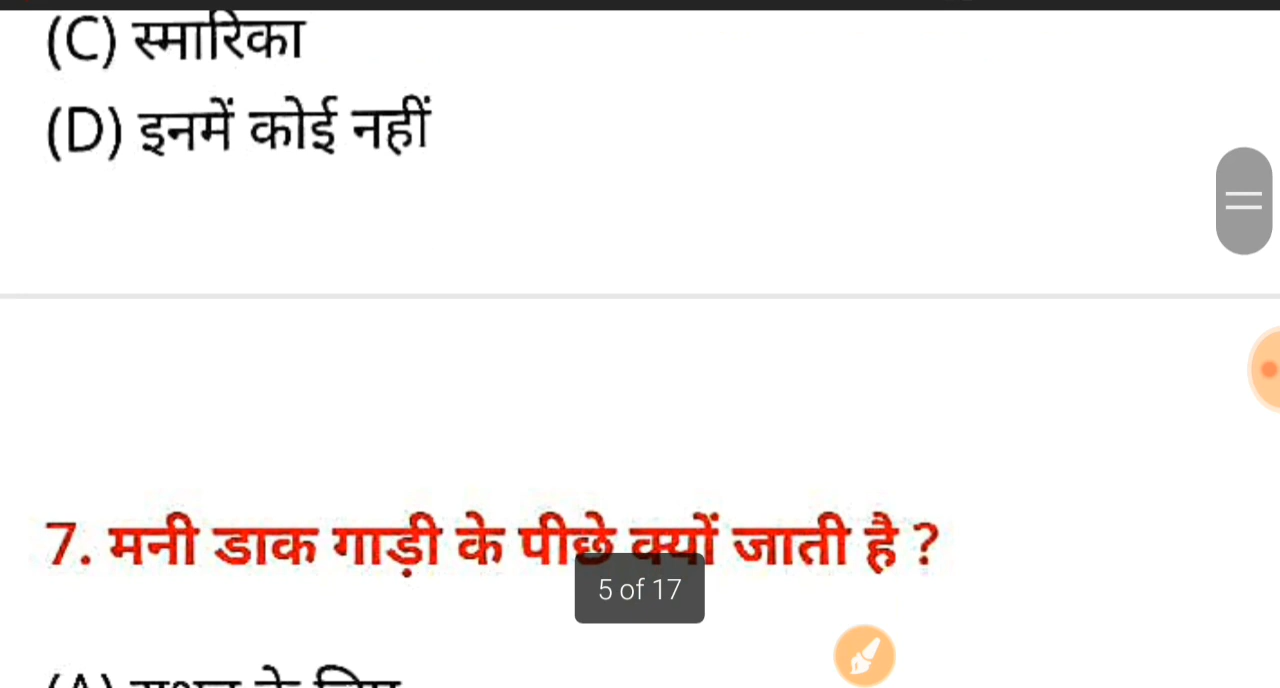 (C) स्मारिका
(D) इनमें कोई नहीं
7. मनी डाक गाड़ी के पीछे क्यों जाती है ?
5 of 17
(A) के लिए